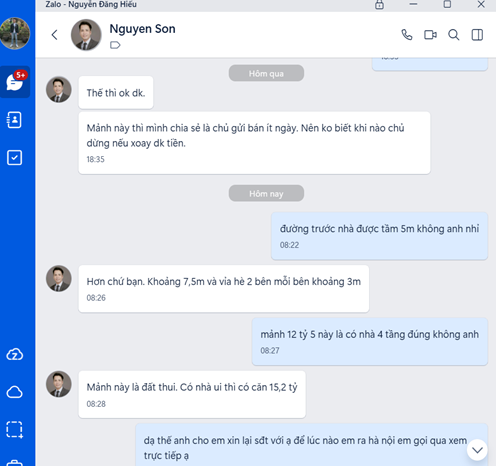 Zalo - Nguyễn Đăng Hiếu
Nguyen Son
5+
Hôm qua
Thế thì ok dk.
Mảnh này thì mình chia sẻ là chủ gửi bán ít ngày. Nên ko biết khi nào chủ
dừng nếu xoay dk tiền.
18:35
Hôm nay
đường trước nhà được tầm 5m không anh nhỉ
08:22
Hơn chứ bạn. Khoảng 7,5m và vỉa hè 2 bên mỗi bên khoảng 3m
08:26
mảnh 12 tỷ 5 này là có nhà 4 tầng đúng không anh
08:27
Mảnh này là đất thui. Có nhà ui thì có căn 15,2 tỷ
08:28
dạ thế anh cho em xin lại sđt với ạ để lúc nào em ra hà nội em gọi qua xem
trực tiếp ạ